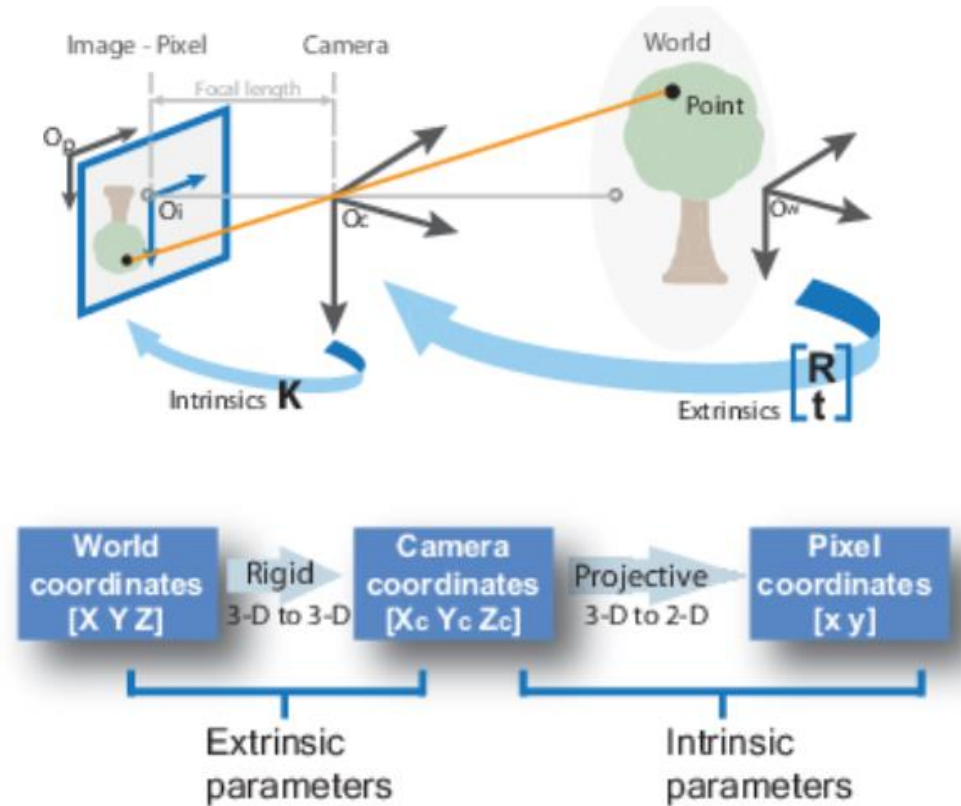 Image - Pixel
Camera
World
Focal length
Point
Op
Oi
Oc
Ow
Intrinsics K
Extrinsics [R t]
World
coordinates
[X Y Z]
Rigid
3-D to 3-D
Camera
coordinates
[Xc Yc Zc]
Projective
3-D to 2-D
Pixel
coordinates
[x y]
Extrinsic
parameters
Intrinsic
parameters